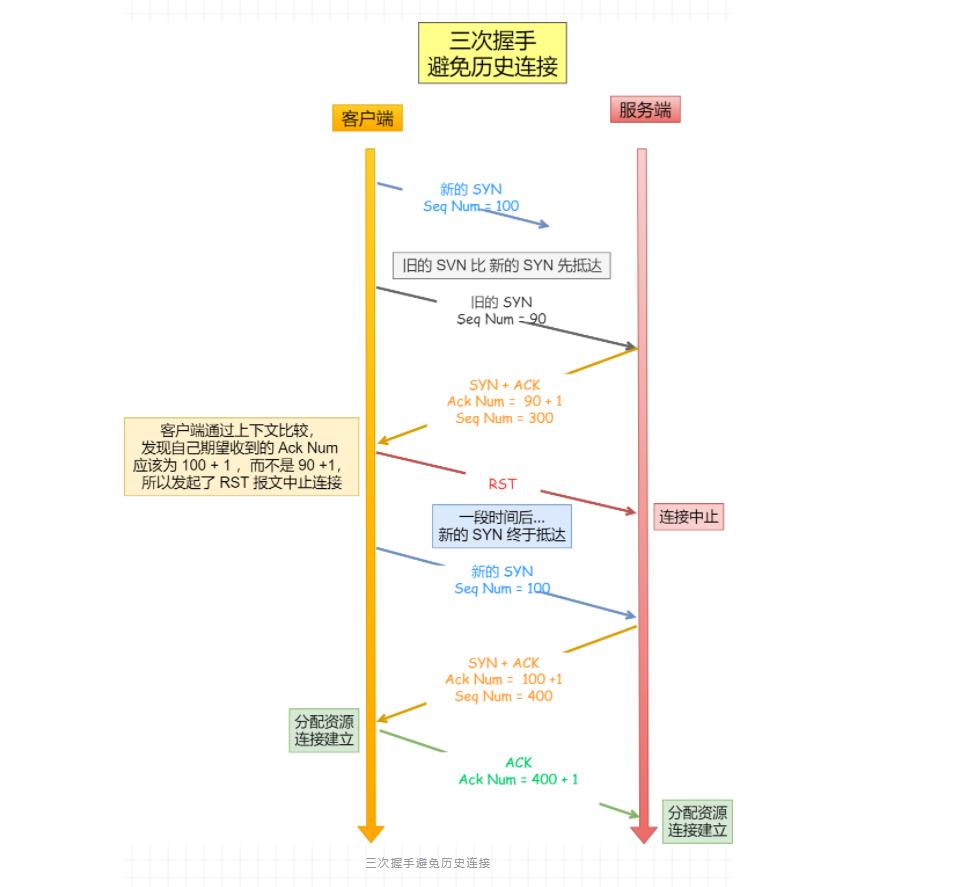 三次握手
避免历史连接
客户端
服务端
新的 SYN
Seq Num = 100
旧的 SVN 比 新的 SYN 先抵达
旧的 SYN
Seq Num = 90
SYN + ACK
Ack Num = 90 + 1
Seq Num = 300
客户端通过上下文比较，
发现自己期望收到的 Ack Num
应该为 100 + 1 ，而不是 90 +1，
所以发起了 RST 报文中止连接
RST
连接中止
一段时间后...
新的 SYN 终于抵达
新的 SYN
Seq Num = 100
SYN + ACK
Ack Num = 100 +1
Seq Num = 400
分配资源
连接建立
ACK
Ack Num = 400 + 1
分配资源
连接建立
三次握手避免历史连接